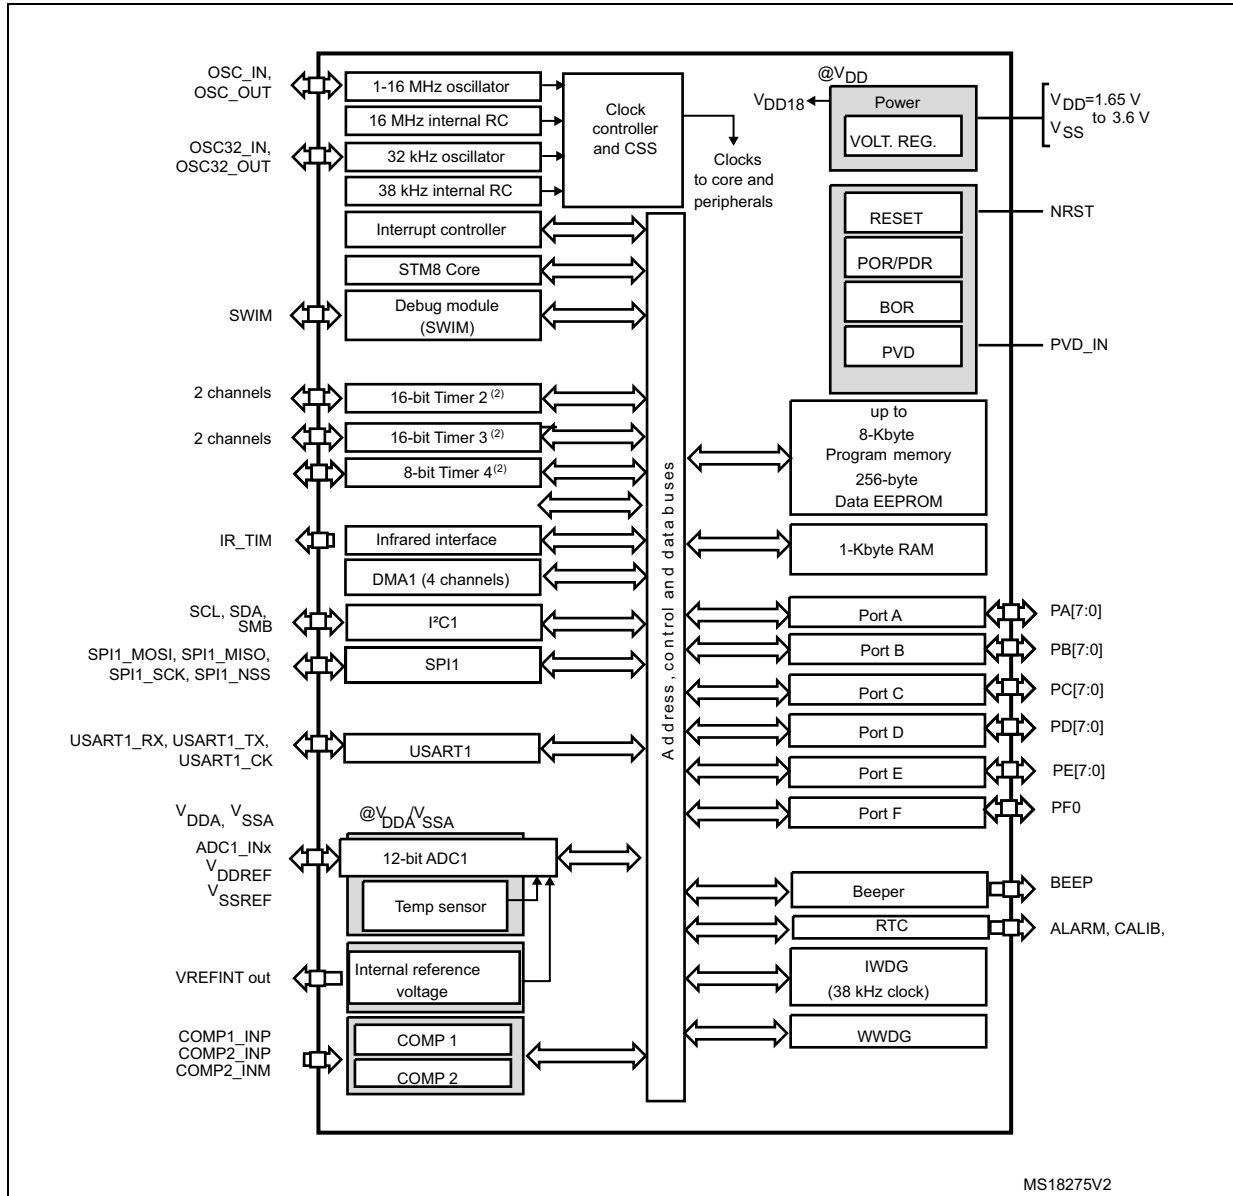 OSC_IN,
OSC_OUT
1-16 MHz oscillator
16 MHz internal RC
OSC32_IN,
OSC32_OUT
32 kHz oscillator
38 kHz internal RC
Clock
controller
and CSS
Clocks
to core and
peripherals
@VDD
VDD18
Power
VOLT. REG.
VDD=1.65 V
to 3.6 V
VSS
Interrupt controller
STM8 Core
SWIM
Debug module
(SWIM)
RESET
NRST
POR/PDR
BOR
PVD
PVD_IN
2 channels
16-bit Timer 2 (2)
2 channels
16-bit Timer 3 (2)
8-bit Timer 4(2)
up to
8-Kbyte
Program memory
256-byte
Data EEPROM
IR_TIM
Infrared interface
1-Kbyte RAM
DMA1 (4 channels)
SCL, SDA,
SMB
I²C1
SPI1_MOSI, SPI1_MISO,
SPI1_SCK, SPI1_NSS
SPI1
USART1_RX, USART1_TX,
USART1_CK
USART1
Address, control and data buses
Port A
PA[7:0]
Port B
PB[7:0]
Port C
PC[7:0]
Port D
PD[7:0]
Port E
PE[7:0]
Port F
PF0
VDDA, VSSA
@VDDA/VSSA
ADC1_INx
VDDREF
VSSREF
12-bit ADC1
Temp sensor
VREFINT out
Internal reference
voltage
COMP1_INP
COMP2_INP
COMP2_INM
COMP 1
COMP 2
Beeper
BEEP
RTC
ALARM, CALIB,
IWDG
(38 kHz clock)
WWDG
MS18275V2